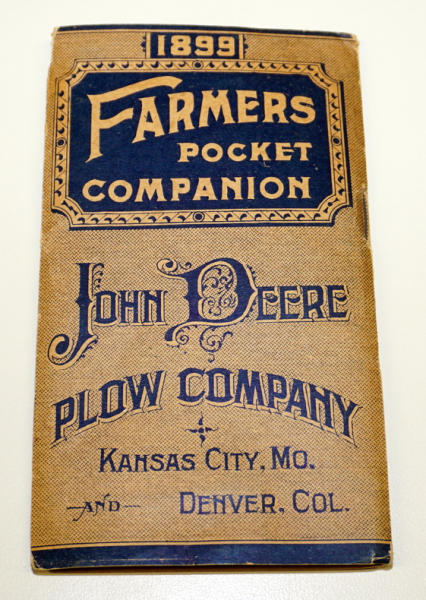 1899
FARMERS
POCKET
COMPANION
JOHN DEERE
PLOW COMPANY
KANSAS CITY, MO.
AND DENVER, COL.